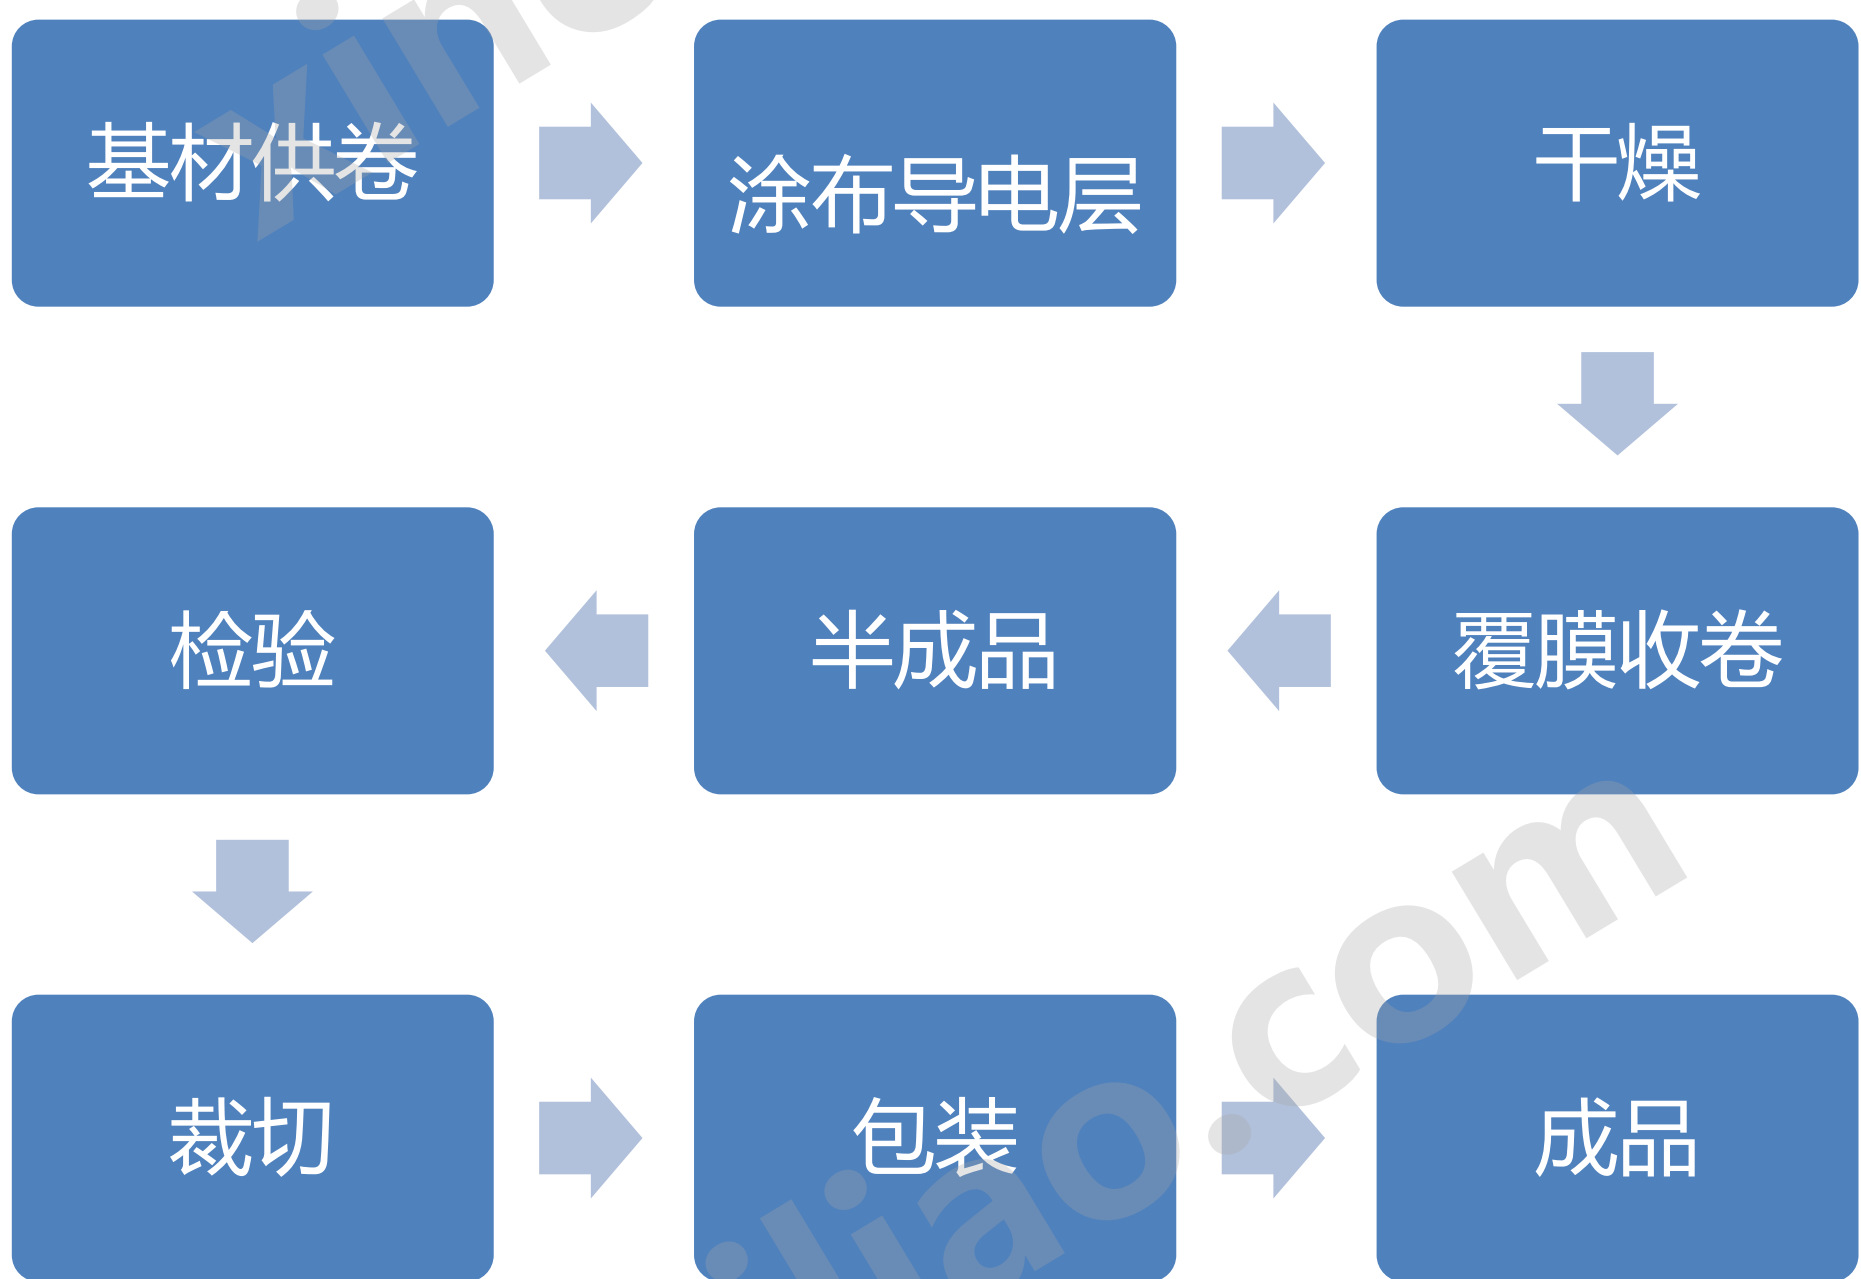 基材供卷
涂布导电层
干燥
覆膜收卷
半成品
检验
裁切
包装
成品